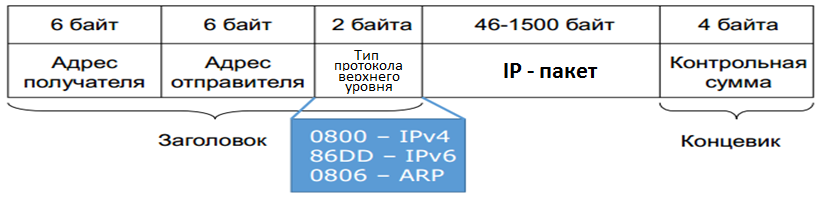 6 байт 6 байт 2 байта 46-1500 байт 4 байта
Адрес получателя
Адрес отправителя
Тип
протокола
верхнего
уровня
IP - пакет
Контрольная
сумма
Заголовок
Концевик
0800 – IPv4
86DD – IPv6
0806 – ARP